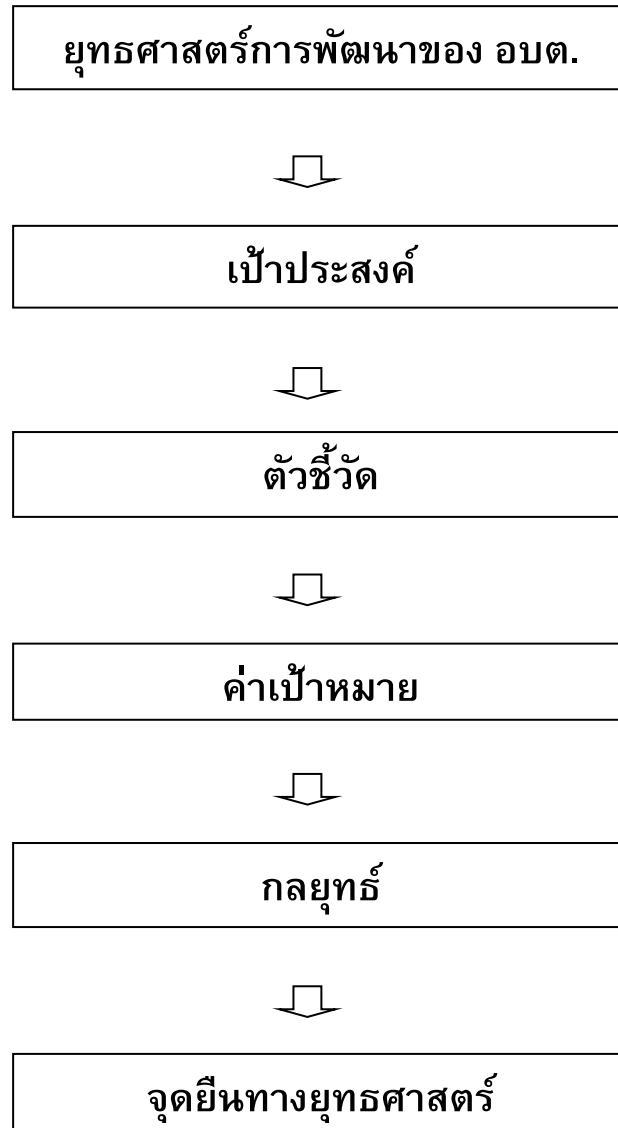 ยุทธศาสตร์การพัฒนาของ อบต.
เป้าประสงค์
ตัวชี้วัด
ค่าเป้าหมาย
กลยุทธ์
จุดยืนทางยุทธศาสตร์